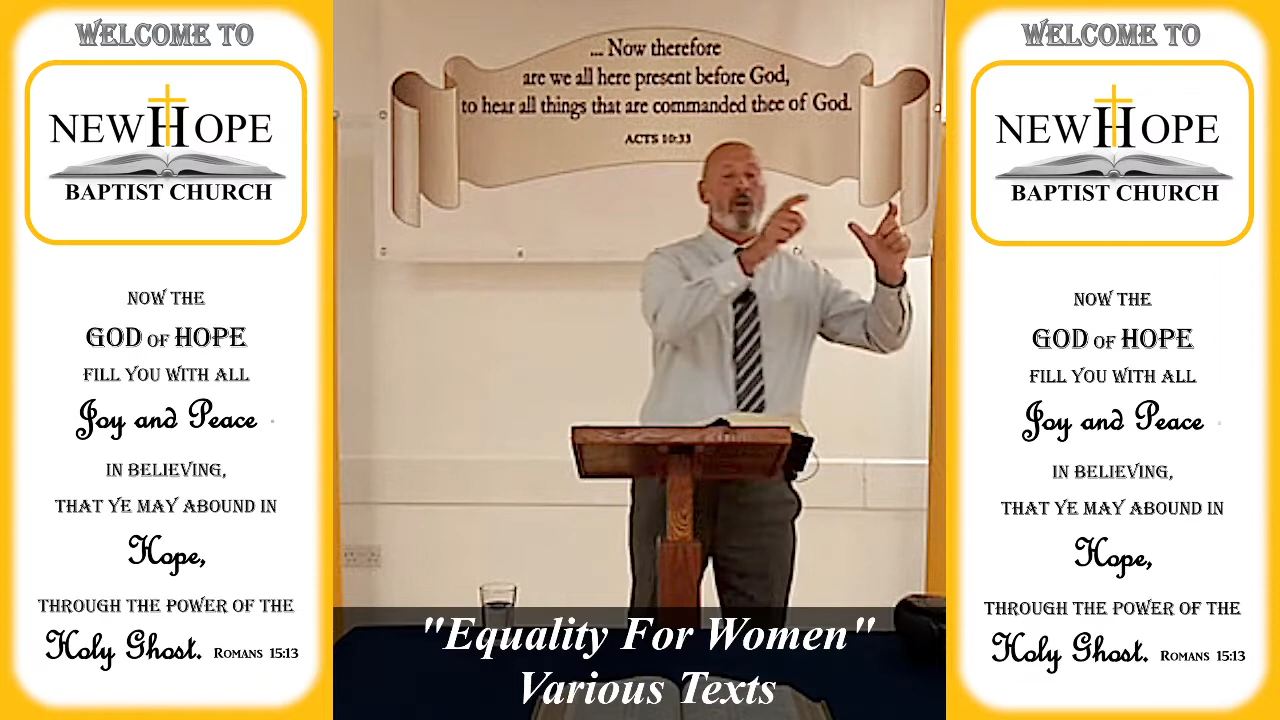 WELCOME TO
NEW HOPE
BAPTIST CHURCH
NOW THE
GOD OF HOPE
FILL YOU WITH ALL
Joy and Peace
IN BELIEVING,
THAT YE MAY ABOUND IN
Hope,
THROUGH THE POWER OF THE
Holy Ghost. ROMANS 15:13
... Now therefore
are we all here present before God,
to hear all things that are commanded thee of God.
ACTS 10:33
"Equality For Women"
Various Texts
WELCOME TO
NEW HOPE
BAPTIST CHURCH
NOW THE
GOD OF HOPE
FILL YOU WITH ALL
Joy and Peace
IN BELIEVING,
THAT YE MAY ABOUND IN
Hope,
THROUGH THE POWER OF THE
Holy Ghost. ROMANS 15:13